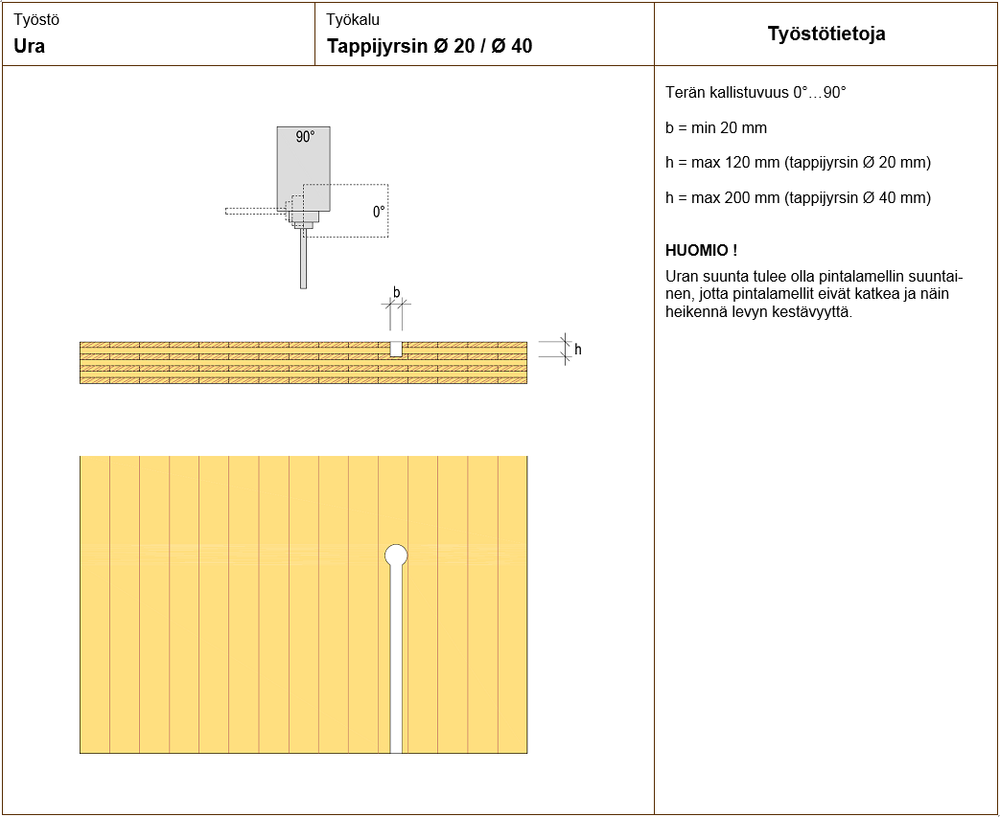 Työstö
Ura
Työkalu
Tappijyrsin Ø 20 / Ø 40
Työstötietoja
90°
0°
b
h
Terän kallistuvuus 0°…90°
b = min 20 mm
h = max 120 mm (tappijyrsin Ø 20 mm)
h = max 200 mm (tappijyrsin Ø 40 mm)
HUOMIO !
Uran suunta tulee olla pintalamellin suuntai-
nen, jotta pintalamellit eivät katkea ja näin
heikennä levyn kestävyyttä.